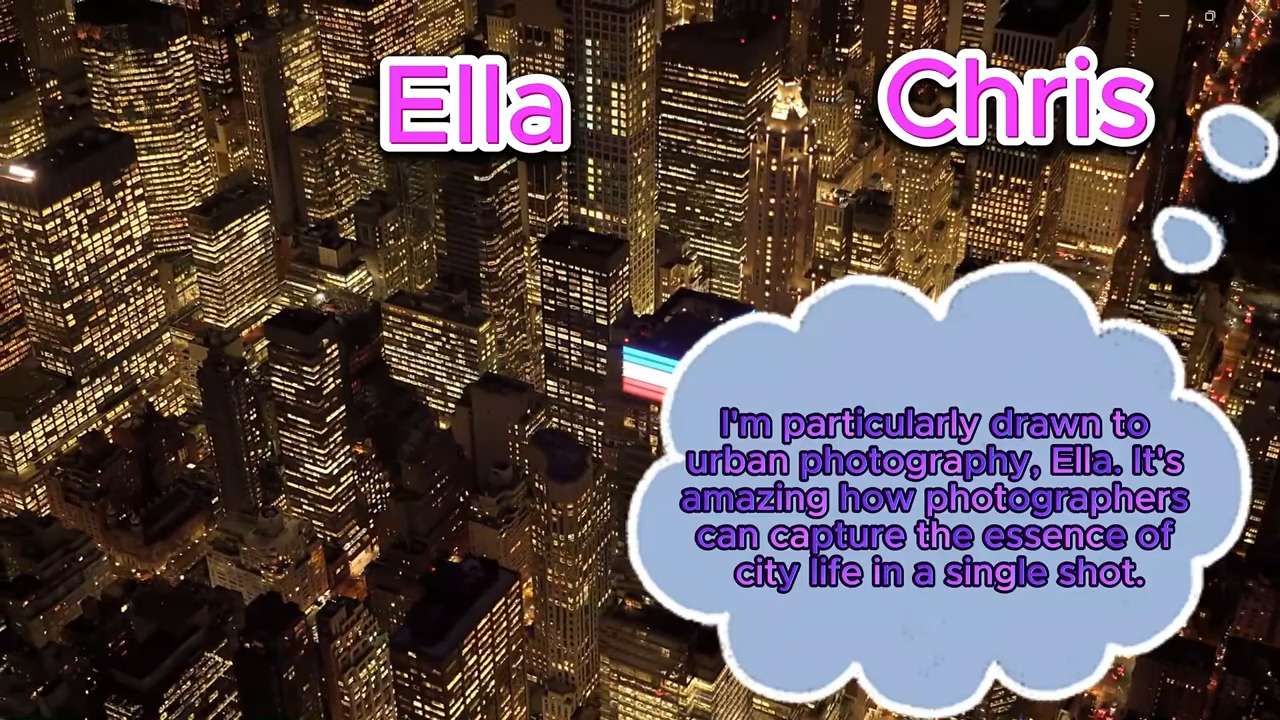 Ella
Chris
I'm particularly drawn to
urban photography, Ella. It's
amazing how photographers
can capture the essence of
city life in a single shot.